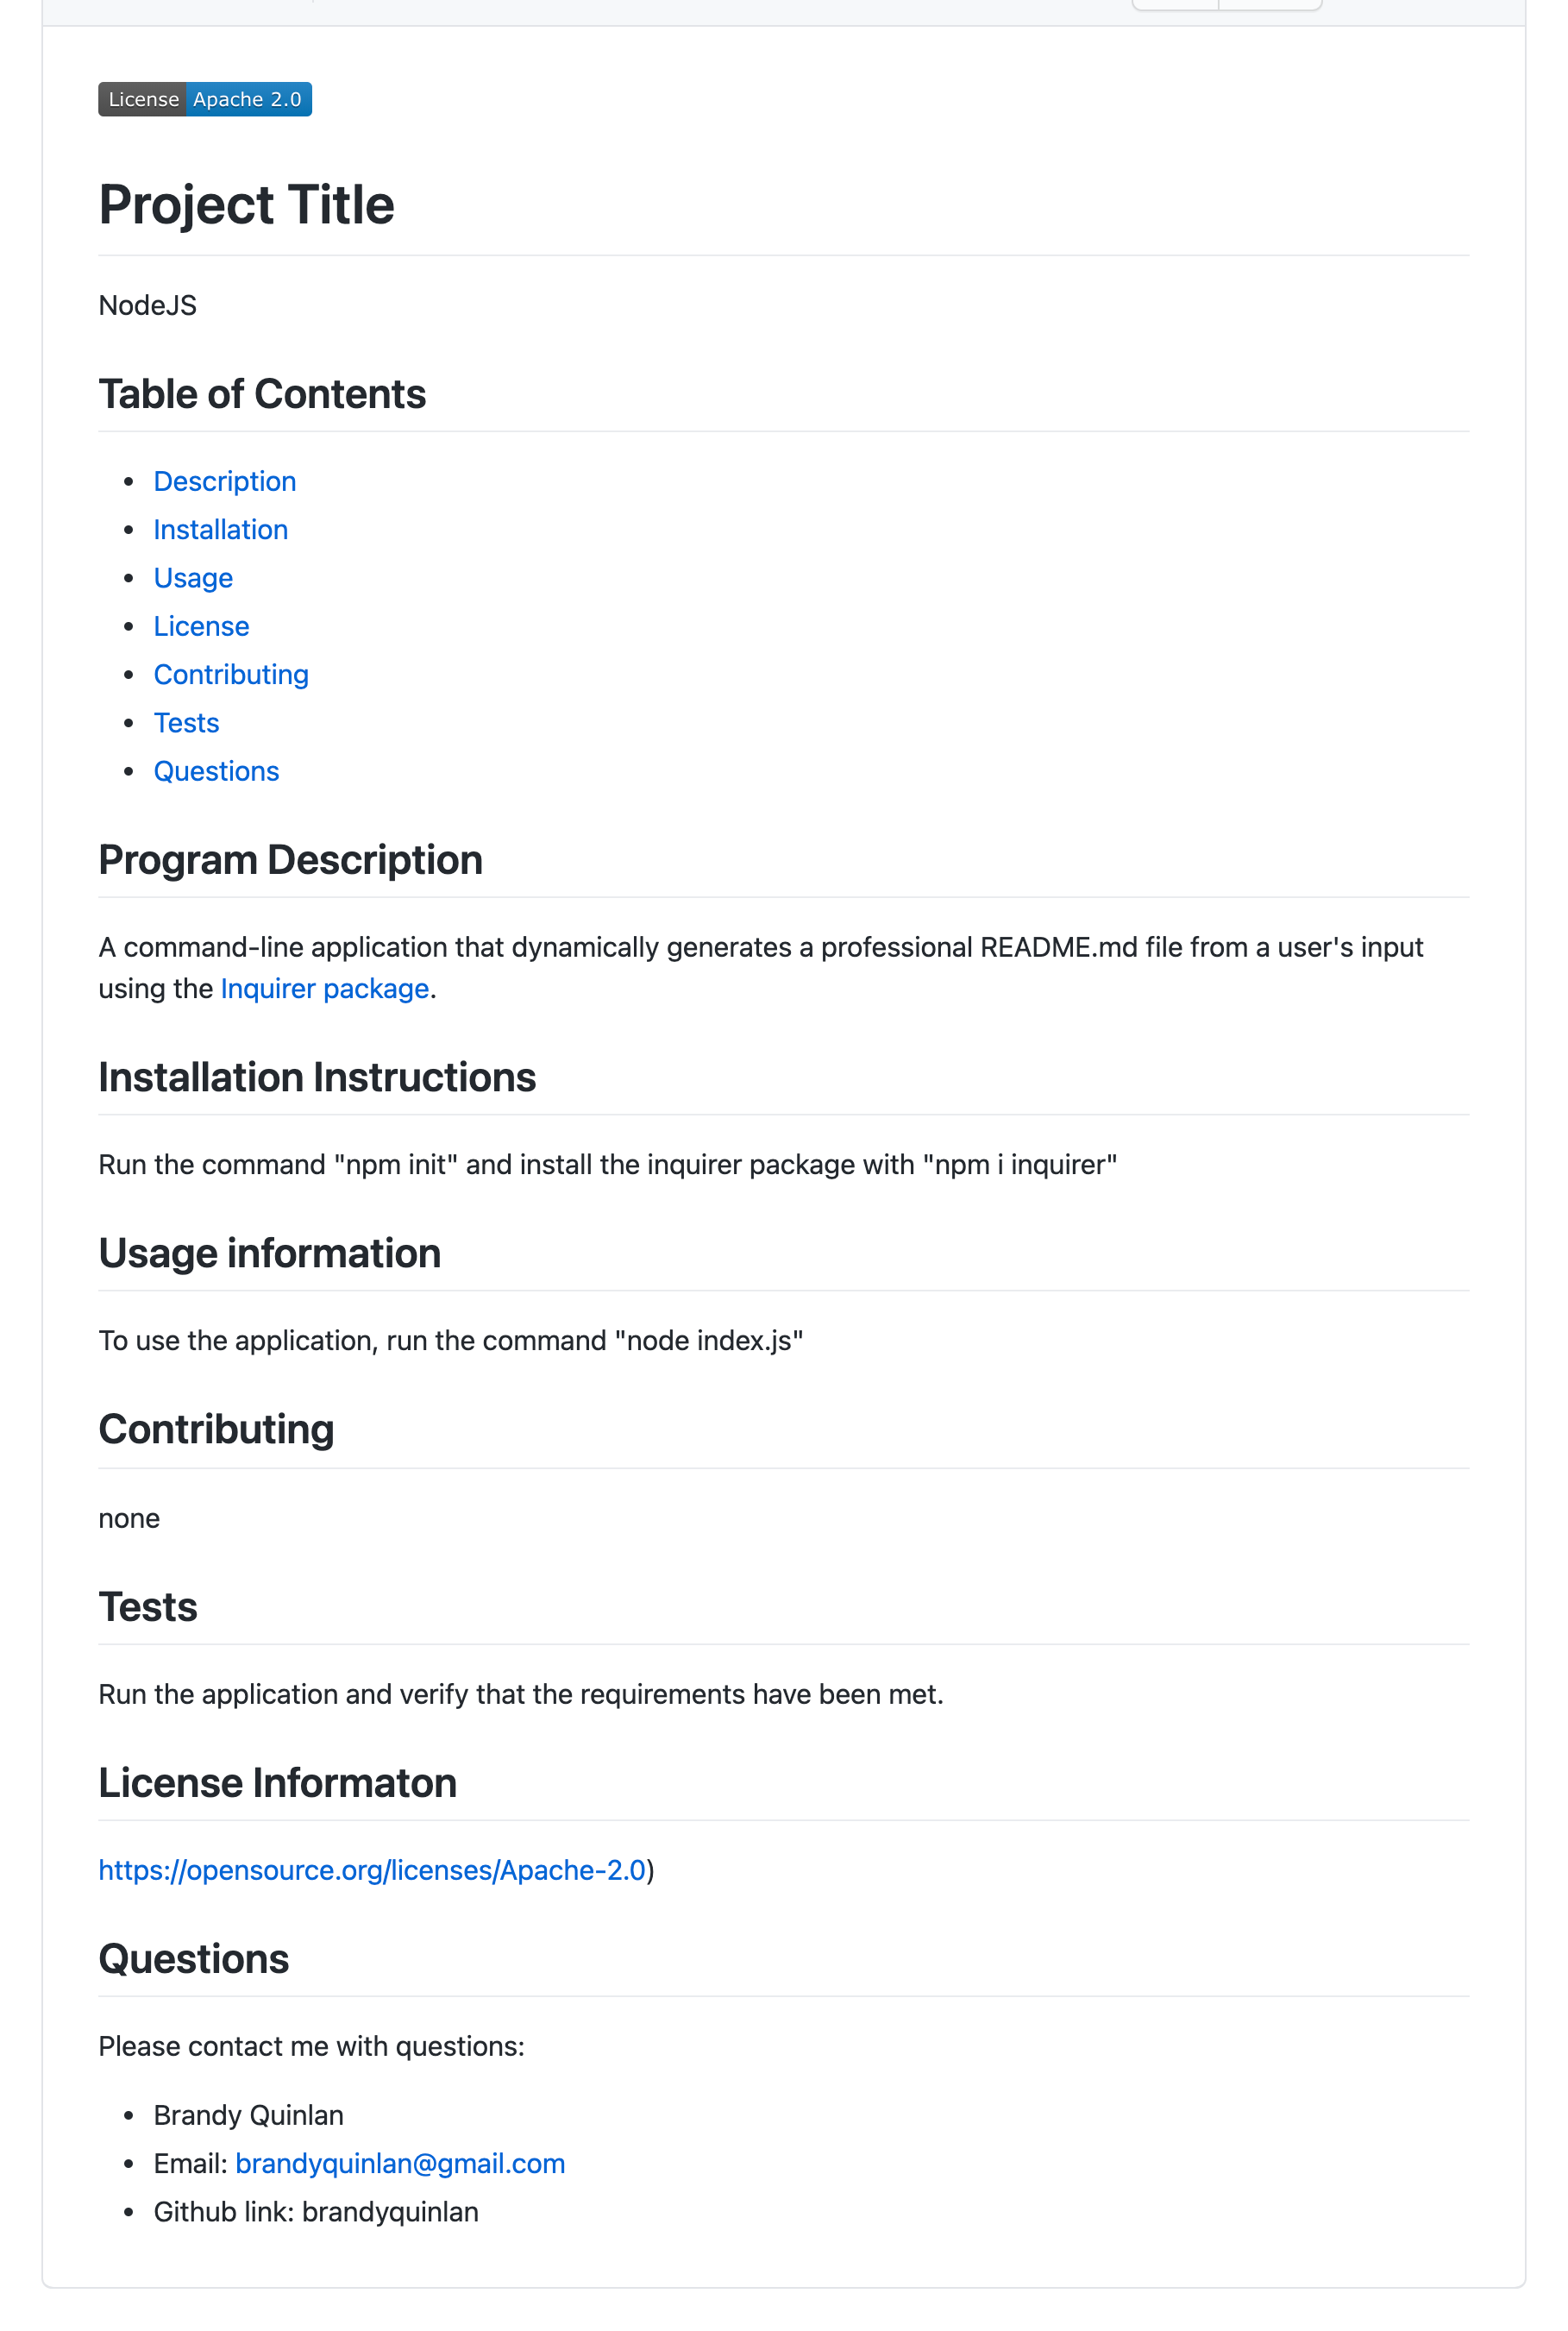 License Apache 2.0
Project Title
NodeJS
Table of Contents
Description
Installation
Usage
License
Contributing
Tests
Questions
Program Description
A command-line application that dynamically generates a professional README.md file from a user's input
using the Inquirer package.
Installation Instructions
Run the command "npm init" and install the inquirer package with "npm i inquirer"
Usage information
To use the application, run the command "node index.js"
Contributing
none
Tests
Run the application and verify that the requirements have been met.
License Informaton
https://opensource.org/licenses/Apache-2.0)
Questions
Please contact me with questions:
Brandy Quinlan
Email: brandyquinlan@gmail.com
Github link: brandyquinlan